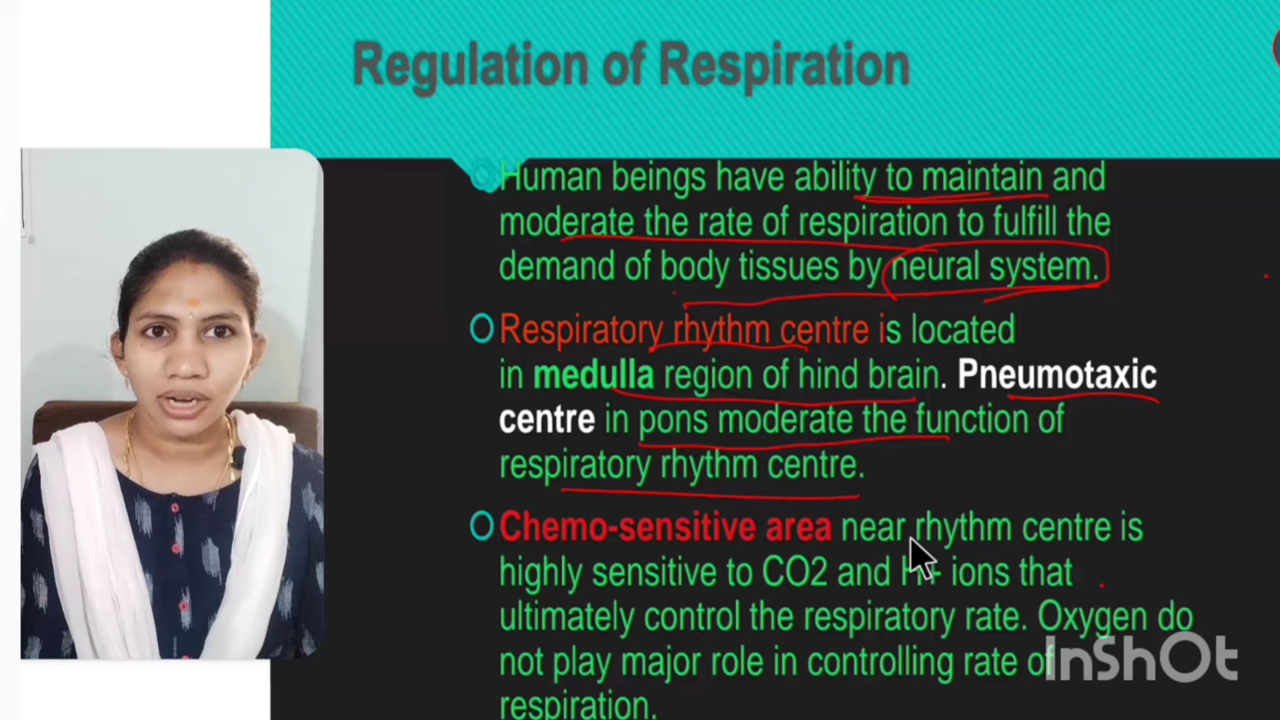 Regulation of Respiration
Human beings have ability to maintain and
moderate the rate of respiration to fulfill the
demand of body tissues by neural system.
Respiratory rhythm centre is located
in medulla region of hind brain. Pneumotaxic
centre in pons moderate the function of
respiratory rhythm centre.
Chemo-sensitive area near rhythm centre is
highly sensitive to CO2 and ions that
ultimately control the respiratory rate. Oxygen do
not play major role in controlling rate of
respiration.
InShOt